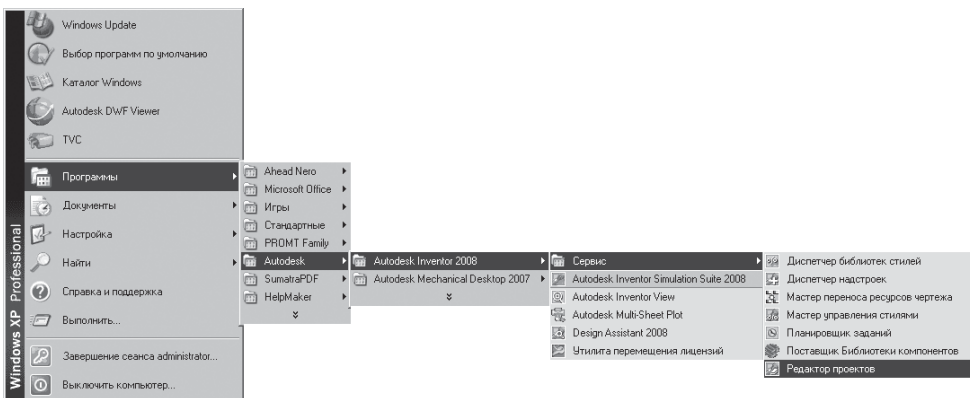 Windows XP Professional
Windows Update
Выбор программ по умолчанию
Каталог Windows
Autodesk DWF Viewer
TVC
Программы
Документы
Настройка
Найти
Справка и поддержка
Выполнить...
Завершение сеанса administrator...
Выключить компьютер...
Ahead Nero
Microsoft Office
Игры
Стандартные
PROMT Family
Autodesk
SumatraPDF
HelpMaker
Autodesk Inventor 2008
Autodesk Mechanical Desktop 2007
Сервис
Autodesk Inventor Simulation Suite 2008
Autodesk Inventor View
Autodesk Multi-Sheet Plot
Design Assistant 2008
Утилита перемещения лицензий
Диспетчер библиотек стилей
Диспетчер надстроек
Мастер переноса ресурсов чертежа
Мастер управления стилями
Планировщик заданий
Поставщик Библиотеки компонентов
Редактор проектов